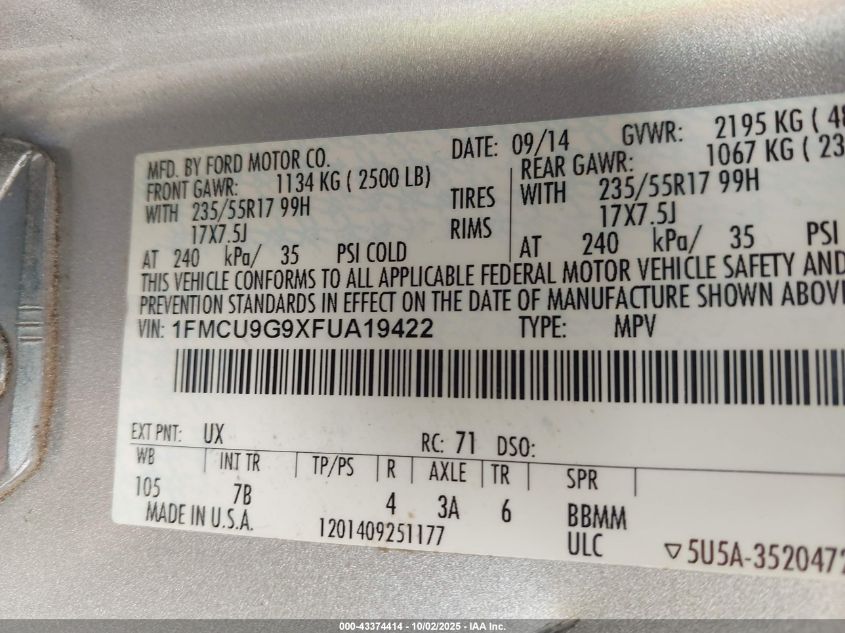 MFD. BY FORD MOTOR CO. DATE: 09/14 GVWR: 2195 KG ( 48
FRONT GAWR: 1134 KG ( 2500 LB) REAR GAWR: 1067 KG ( 23
WITH 235/55R17 99H TIRES WITH 235/55R17 99H
17X7.5J RIMS 17X7.5J
AT 240 kPa/ 35 PSI COLD AT 240 kPa/ 35 PSI
THIS VEHICLE CONFORMS TO ALL APPLICABLE FEDERAL MOTOR VEHICLE SAFETY AND
PREVENTION STANDARDS IN EFFECT ON THE DATE OF MANUFACTURE SHOWN ABOV
VIN: 1FMCU9G9XFUA19422 TYPE: MPV
EXT PNT: UX RC: 71 DSO:
WB INT TR TP/PS R AXLE TR SPR
105 7B 4 3A 6 BBMM
MADE IN U.S.A. 1201409251177 ULC ▽5U5A-3520472
000-43374414 - 10/02/2025 - IAA Inc.